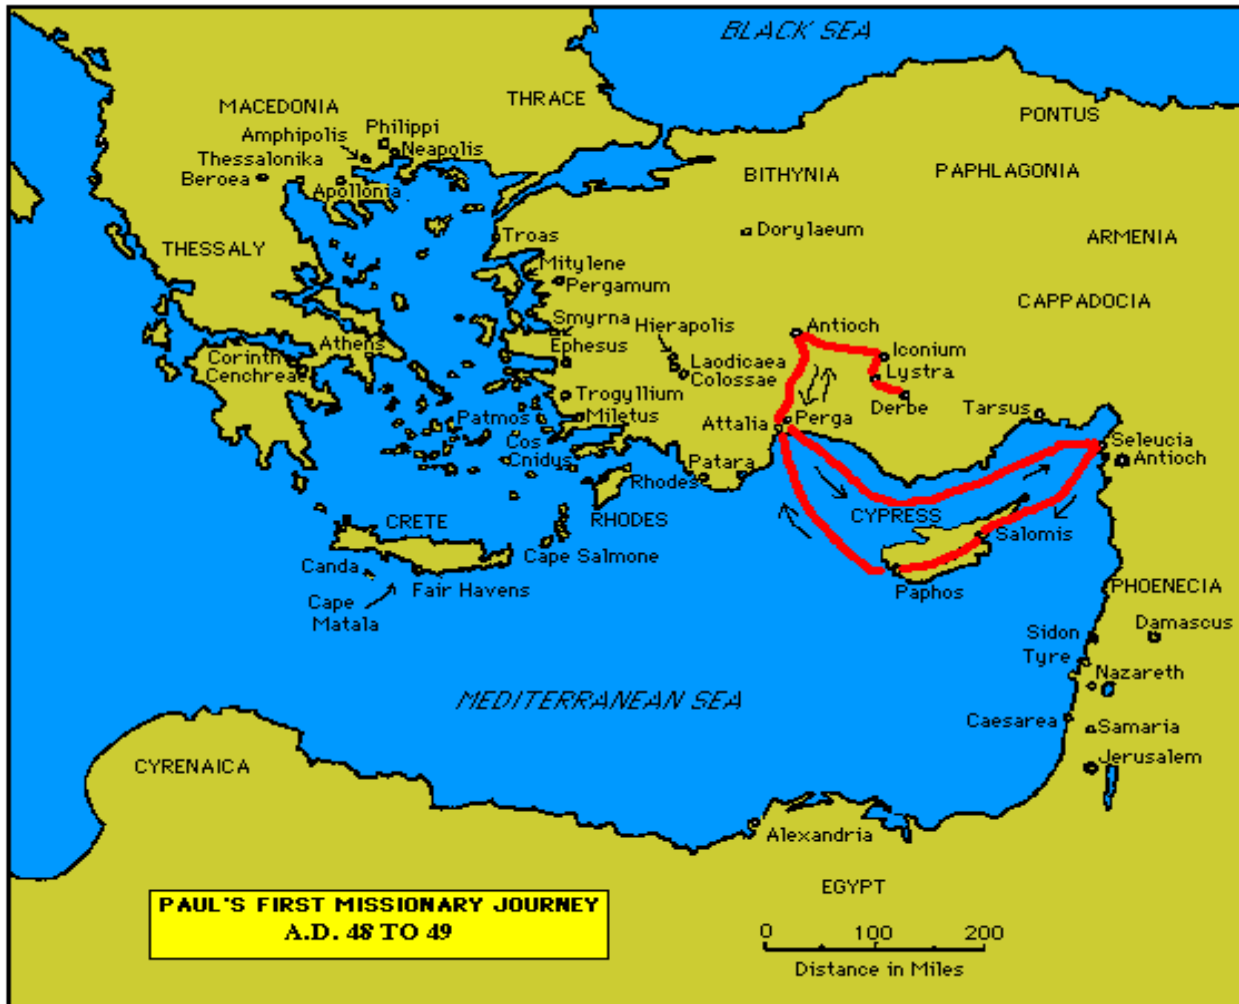 BLACK SEA
THRACE
MACEDONIA
PONTUS
Philippi
Amphipolis
Neapolis
Thessalonika
BITHYNIA
PAPHLAGONIA
Beroea
Apollonia
Dorylaeum
Troas
ARMENIA
THESSALY
Mitylene
Pergamum
CAPPADOCIA
Smyrna
Hierapolis
Antioch
Athens
Ephesus
Iconium
Corinth
Laodicaea
Cenchreae
Colossae
Lystra
Trogyllium
Derbe
Tarsus
Patmos
Miletus
Attalia
Perga
Cos
Seleucia
Cnidus
Patara
Antioch
Rhodes
CRETE
RHODES
CYPRESS
Salomis
Cape Salmone
Canda
Fair Havens
Paphos
PHOENECIA
Cape
Matala
Damascus
Sidon
Tyre
Nazareth
MEDITERRANEAN SEA
Caesarea
Samaria
Jerusalem
CYRENAICA
Alexandria
EGYPT
PAUL'S FIRST MISSIONARY JOURNEY
A.D. 48 TO 49
0 100 200
Distance in Miles